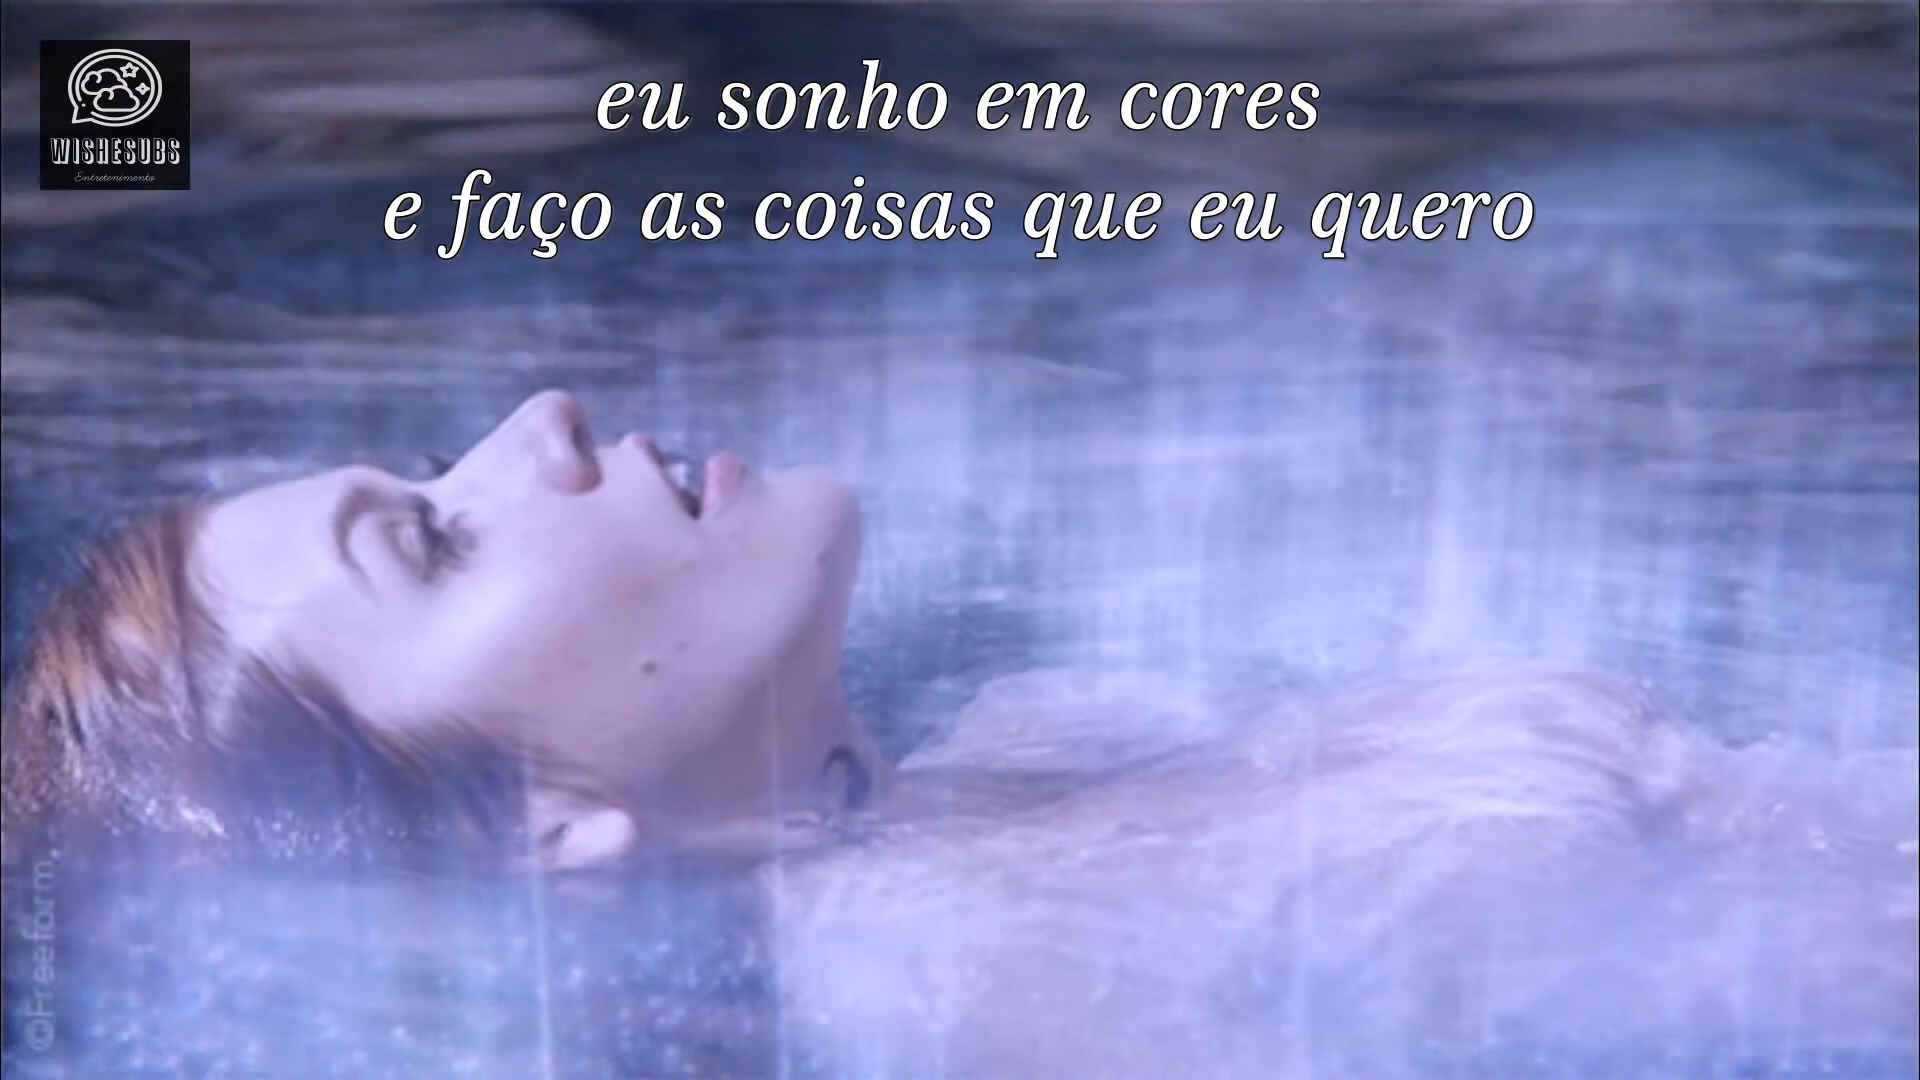 WISHESUBS
Entretenimento
eu sonho em cores
e faço as coisas que eu quero
©Freeform.